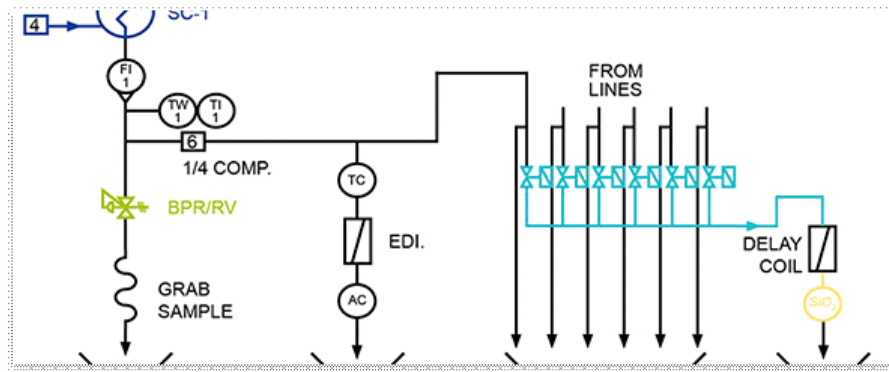 4
SC-1
FI
1
TW
1
TI
1
6
1/4 COMP.
BPR/RV
GRAB
SAMPLE
TC
EDI.
AC
FROM
LINES
DELAY
COIL
SiO₂